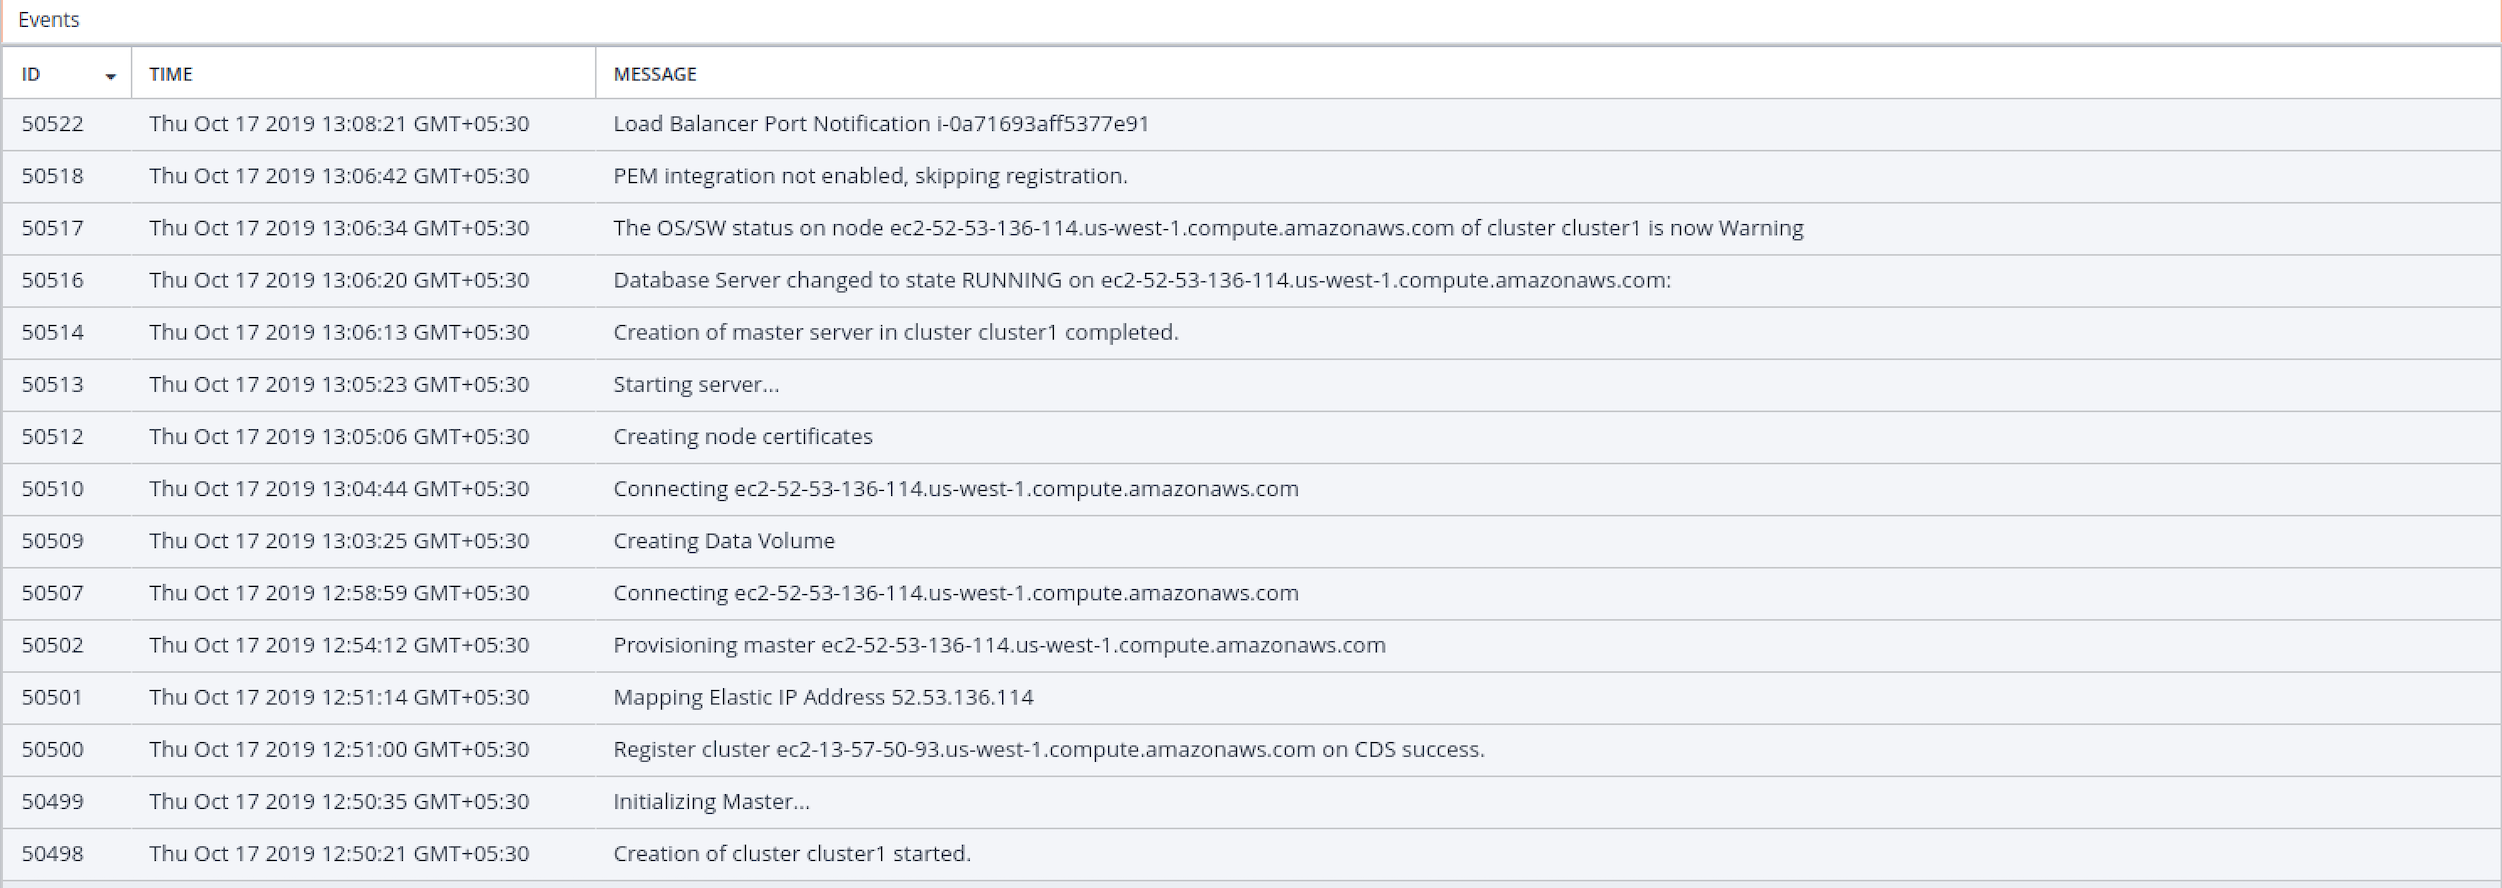 Events
ID TIME MESSAGE
50522 Thu Oct 17 2019 13:08:21 GMT+05:30 Load Balancer Port Notification i-0a71693aff5377e91
50518 Thu Oct 17 2019 13:06:42 GMT+05:30 PEM integration not enabled, skipping registration.
50517 Thu Oct 17 2019 13:06:34 GMT+05:30 The OS/SW status on node ec2-52-53-136-114.us-west-1.compute.amazonaws.com of cluster cluster1 is now Warning
50516 Thu Oct 17 2019 13:06:20 GMT+05:30 Database Server changed to state RUNNING on ec2-52-53-136-114.us-west-1.compute.amazonaws.com:
50514 Thu Oct 17 2019 13:06:13 GMT+05:30 Creation of master server in cluster cluster1 completed.
50513 Thu Oct 17 2019 13:05:23 GMT+05:30 Starting server...
50512 Thu Oct 17 2019 13:05:06 GMT+05:30 Creating node certificates
50510 Thu Oct 17 2019 13:04:44 GMT+05:30 Connecting ec2-52-53-136-114.us-west-1.compute.amazonaws.com
50509 Thu Oct 17 2019 13:03:25 GMT+05:30 Creating Data Volume
50507 Thu Oct 17 2019 12:58:59 GMT+05:30 Connecting ec2-52-53-136-114.us-west-1.compute.amazonaws.com
50502 Thu Oct 17 2019 12:54:12 GMT+05:30 Provisioning master ec2-52-53-136-114.us-west-1.compute.amazonaws.com
50501 Thu Oct 17 2019 12:51:14 GMT+05:30 Mapping Elastic IP Address 52.53.136.114
50500 Thu Oct 17 2019 12:51:00 GMT+05:30 Register cluster ec2-13-57-50-93.us-west-1.compute.amazonaws.com on CDS success.
50499 Thu Oct 17 2019 12:50:35 GMT+05:30 Initializing Master...
50498 Thu Oct 17 2019 12:50:21 GMT+05:30 Creation of cluster cluster1 started.